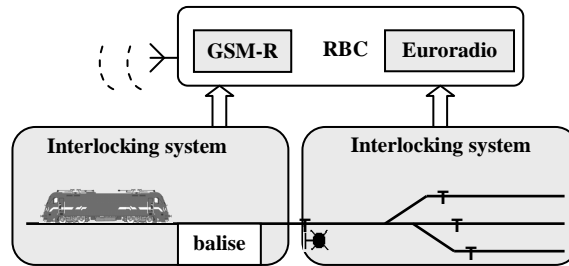 GSM-R RBC Euroradio
Interlocking system Interlocking system
balise